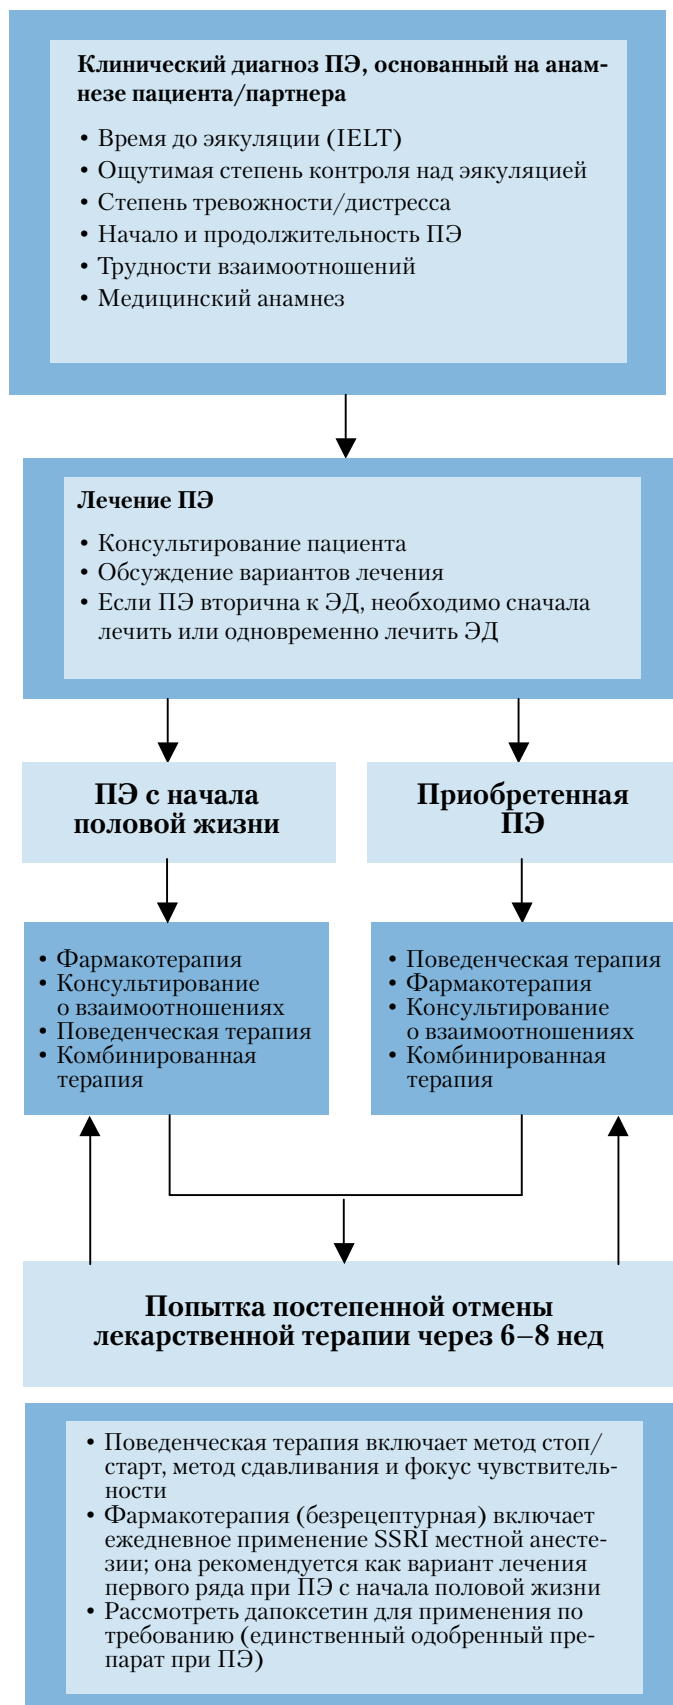 Клинический диагноз ПЭ, основанный на анам-
незе пациента/партнера
• Время до эякуляции (IELT)
• Ощутимая степень контроля над эякуляцией
• Степень тревожности/дистресса
• Начало и продолжительность ПЭ
• Трудности взаимоотношений
• Медицинский анамнез
Лечение ПЭ
• Консультирование пациента
• Обсуждение вариантов лечения
• Если ПЭ вторична к ЭД, необходимо сначала
лечить или одновременно лечить ЭД
ПЭ с начала
половой жизни
Приобретенная
ПЭ
• Фармакотерапия
• Консультирование
о взаимоотношениях
• Поведенческая терапия
• Комбинированная
терапия
• Поведенческая терапия
• Фармакотерапия
• Консультирование
о взаимоотношениях
• Комбинированная
терапия
Попытка постепенной отмены
лекарственной терапии через 6–8 нед
• Поведенческая терапия включает метод стоп/
старт, метод сдавливания и фокус чувствитель-
ности
• Фармакотерапия (безрецептурная) включает
ежедневное применение SSRI местной анесте-
зии; она рекомендуется как вариант лечения
первого ряда при ПЭ с начала половой жизни
• Рассмотреть дапоксетин для применения по
требованию (единственный одобренный пре-
парат при ПЭ)